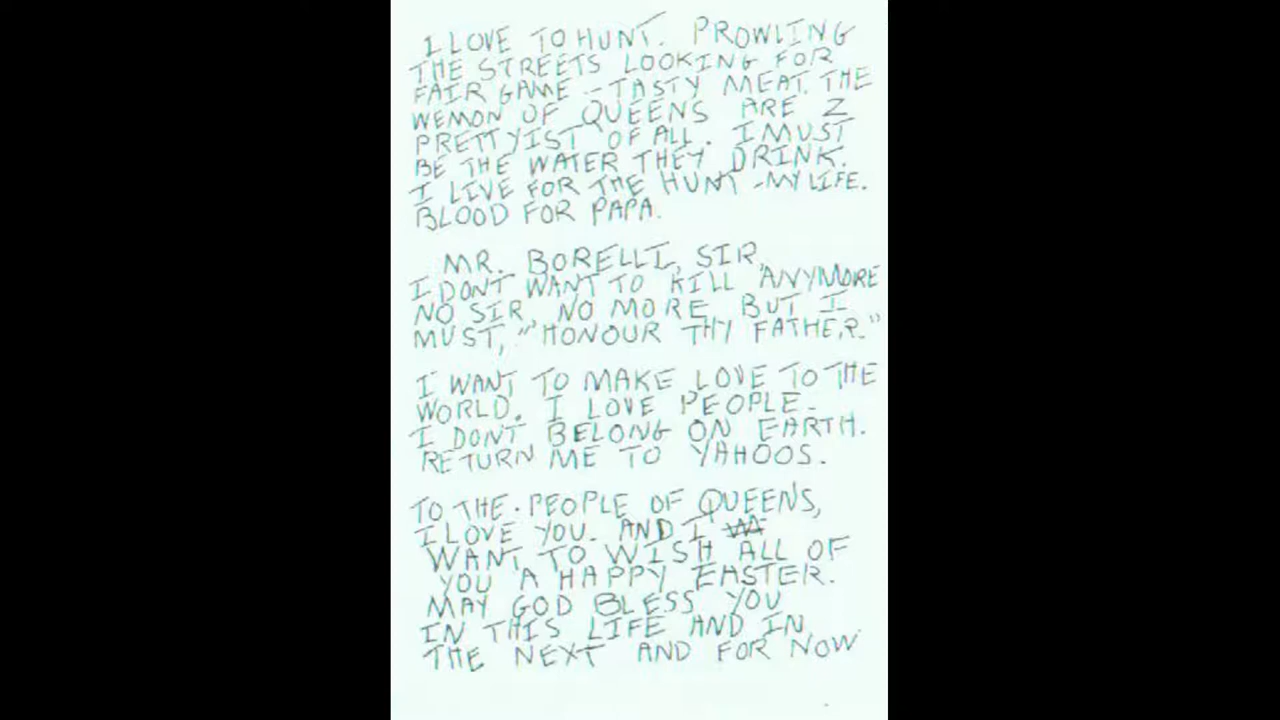 I LOVE TO HUNT. PROWLING
THE STREETS LOOKING FOR
FAIR GAME - TASTY MEAT. THE
WEMON OF QUEENS ARE Z
PRETTYIST OF ALL. I MUST
BE THE WATER THEY DRINK.
I LIVE FOR THE HUNT - MY LIFE.
BLOOD FOR PAPA.
MR. BORELLI, SIR,
I DONT WANT TO KILL ANYMORE
NO SIR, NO MORE BUT I
MUST, "HONOUR THY FATHER."
I WANT TO MAKE LOVE TO THE
WORLD. I LOVE PEOPLE.
I DONT BELONG ON EARTH.
RETURN ME TO YAHOOS.
TO THE PEOPLE OF QUEENS,
I LOVE YOU. AND I
WANT TO WISH ALL OF
YOU A HAPPY EASTER.
MAY GOD BLESS YOU
IN THIS LIFE AND IN
THE NEXT AND FOR NOW